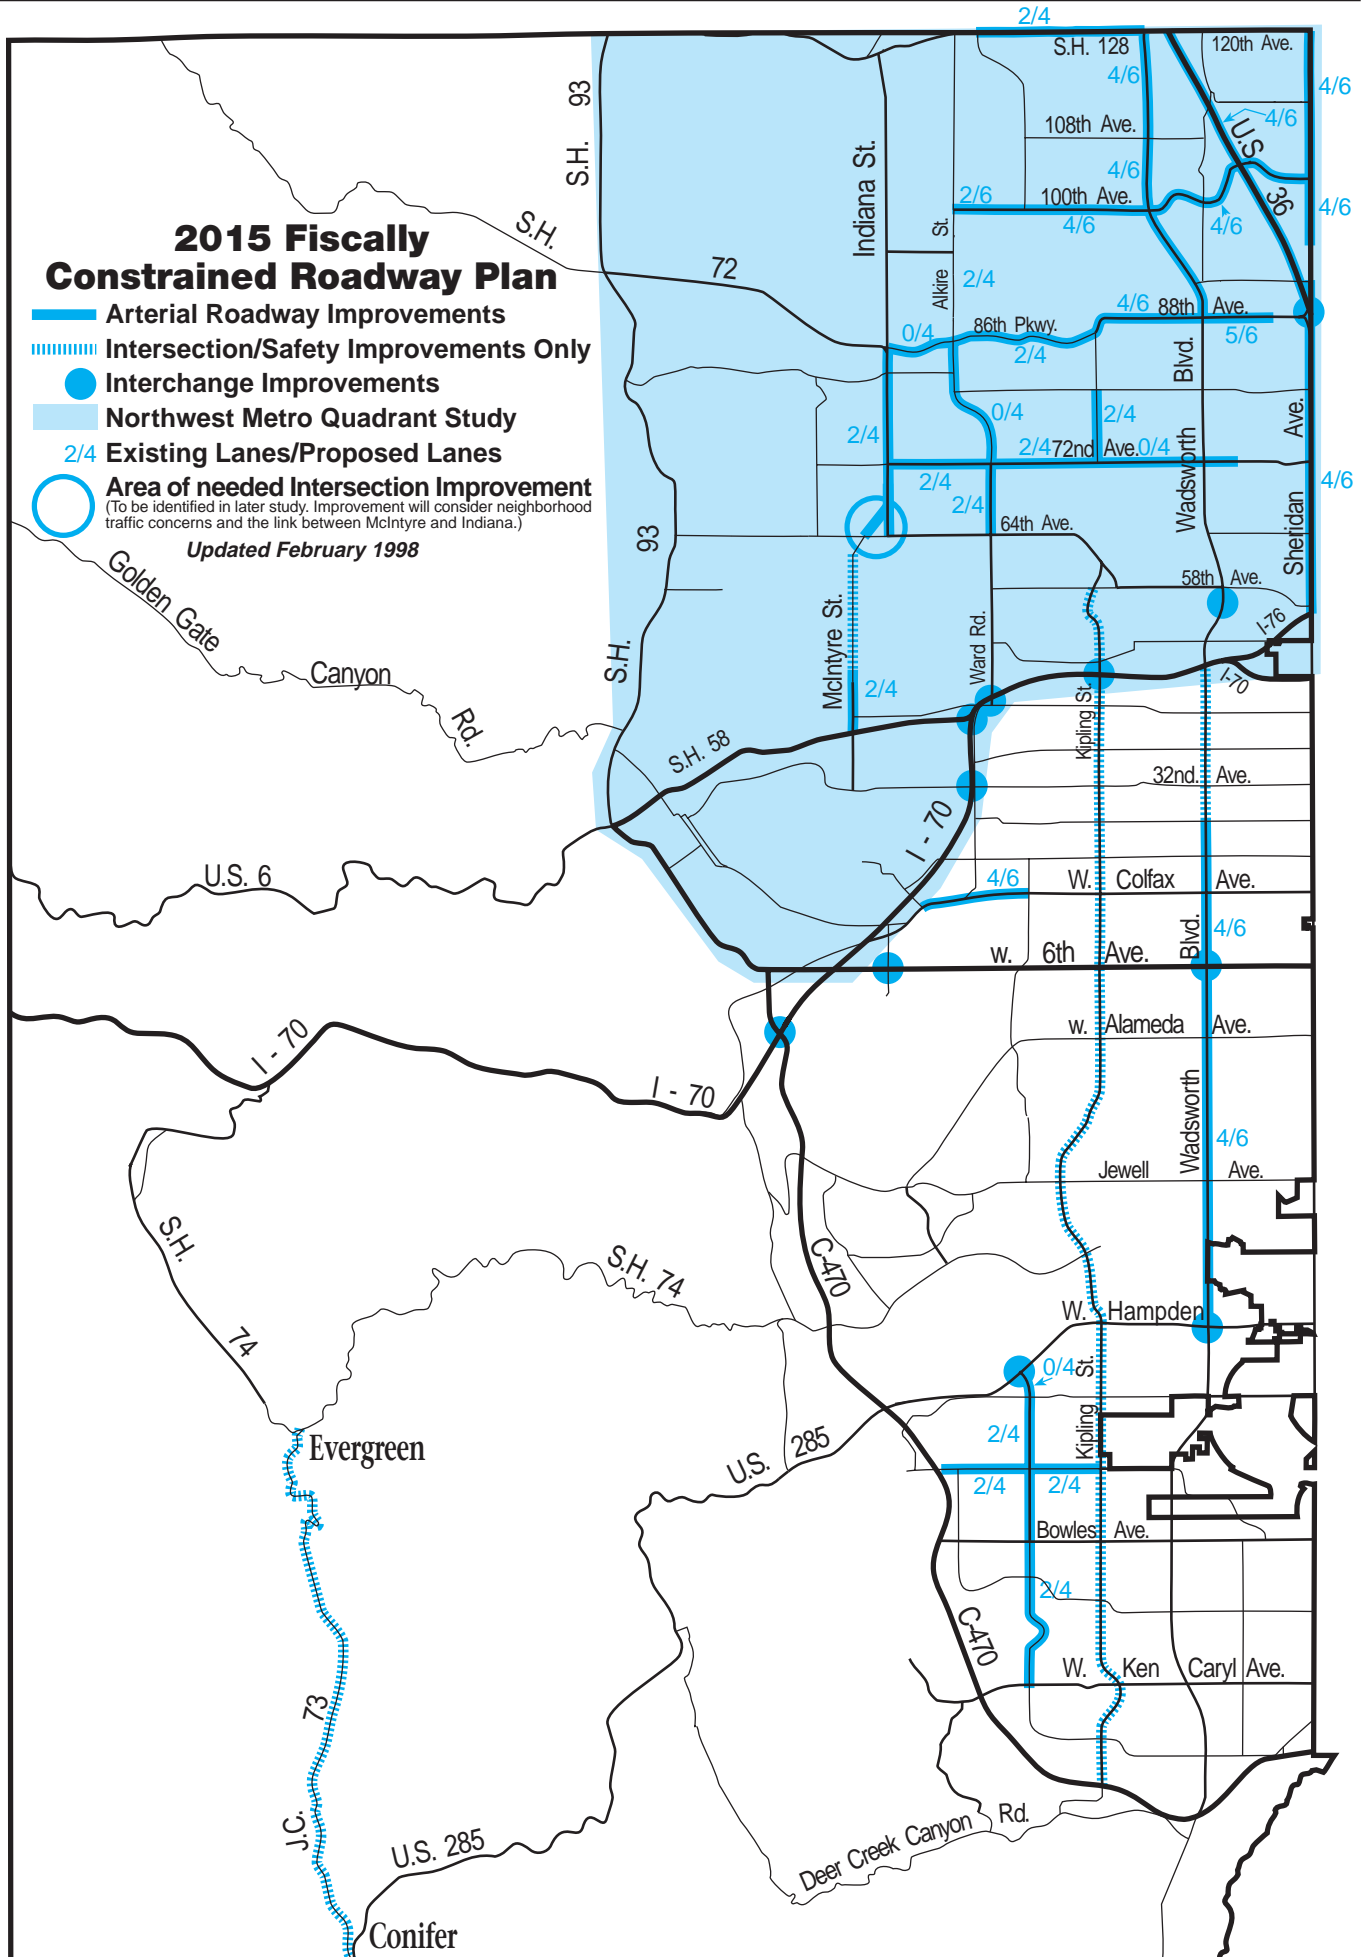 2/4
S.H. 128
120th Ave.
4/6
4/6
4/6
U.S
36
108th Ave.
4/6
2/6
100th Ave.
4/6
4/6
4/6
S.H. 93
Indiana St.
Alkire St.
2/4
S.H.
72
2015 Fiscally
Constrained Roadway Plan
Arterial Roadway Improvements
Intersection/Safety Improvements Only
Interchange Improvements
Northwest Metro Quadrant Study
2/4 Existing Lanes/Proposed Lanes
Area of needed Intersection Improvement
(To be identified in later study. Improvement will consider neighborhood
traffic concerns and the link between McIntyre and Indiana.)
Updated February 1998
4/6
88th Ave.
5/6
0/4
86th Pkwy.
2/4
0/4
2/4
2/4
2/4
72nd Ave.
0/4
2/4
2/4
64th Ave.
Wadsworth Blvd.
Sheridan Ave.
4/6
58th Ave.
I-76
I-70
S.H. 93
McIntyre St.
2/4
Ward Rd.
Kipling St.
Golden Gate
Canyon
Rd.
S.H. 58
32nd. Ave.
I - 70
U.S. 6
4/6
W. Colfax Ave.
4/6
w. 6th Ave.
Wadsworth Blvd.
w. Alameda Ave.
I - 70
I - 70
4/6
Jewell Ave.
S.H.
74
S.H. 74
C-470
W. Hampden
0/4
Kipling St.
2/4
U.S. 285
2/4
2/4
Evergreen
Bowles Ave.
2/4
C-470
W. Ken Caryl Ave.
J.C. 73
U.S. 285
Deer Creek Canyon Rd.
Conifer